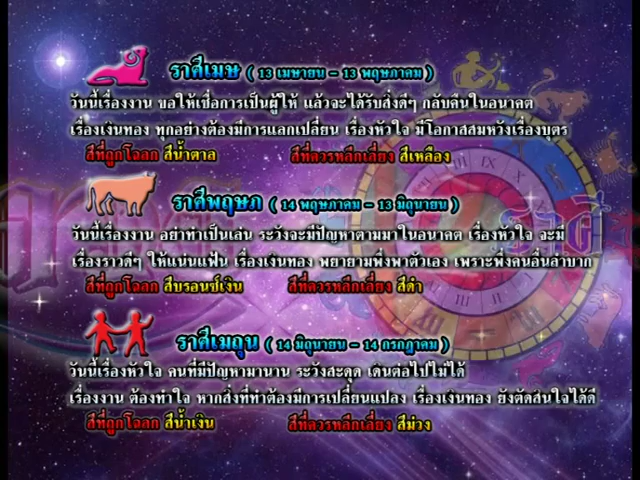 ราศีเมษ ( 13 เมษายน - 13 พฤษภาคม )
วันนี้เรื่องงาน ขอให้เชื่อการเป็นผู้ให้ แล้วจะได้รับสิ่งดีๆ กลับคืนในอนาคต
เรื่องเงินทอง ทุกอย่างต้องมีการแลกเปลี่ยน เรื่องหัวใจ มีโอกาสสมหวังเรื่องบุตร
สีที่ถูกโฉลก สีน้ำตาล สีที่ควรหลีกเลี่ยง สีเหลือง
ราศีพฤษภ ( 14 พฤษภาคม - 13 มิถุนายน )
วันนี้เรื่องงาน อย่าทำเป็นเล่น ระวังจะมีปัญหาตามมาในอนาคต เรื่องหัวใจ จะมี
เรื่องราวดีๆ ให้แน่นแฟ้น เรื่องเงินทอง พยายามพึ่งพาตัวเอง เพราะพึ่งคนอื่นลำบาก
สีที่ถูกโฉลก สีบรอนซ์เงิน สีที่ควรหลีกเลี่ยง สีดำ
ราศีเมถุน ( 14 มิถุนายน - 14 กรกฎาคม )
วันนี้เรื่องหัวใจ คนที่มีปัญหามานาน ระวังสะดุด เดินต่อไปไม่ได้
เรื่องงาน ต้องทำใจ หากสิ่งที่ทำต้องมีการเปลี่ยนแปลง เรื่องเงินทอง ยังตัดสินใจได้ดี
สีที่ถูกโฉลก สีน้ำเงิน สีที่ควรหลีกเลี่ยง สีม่วง